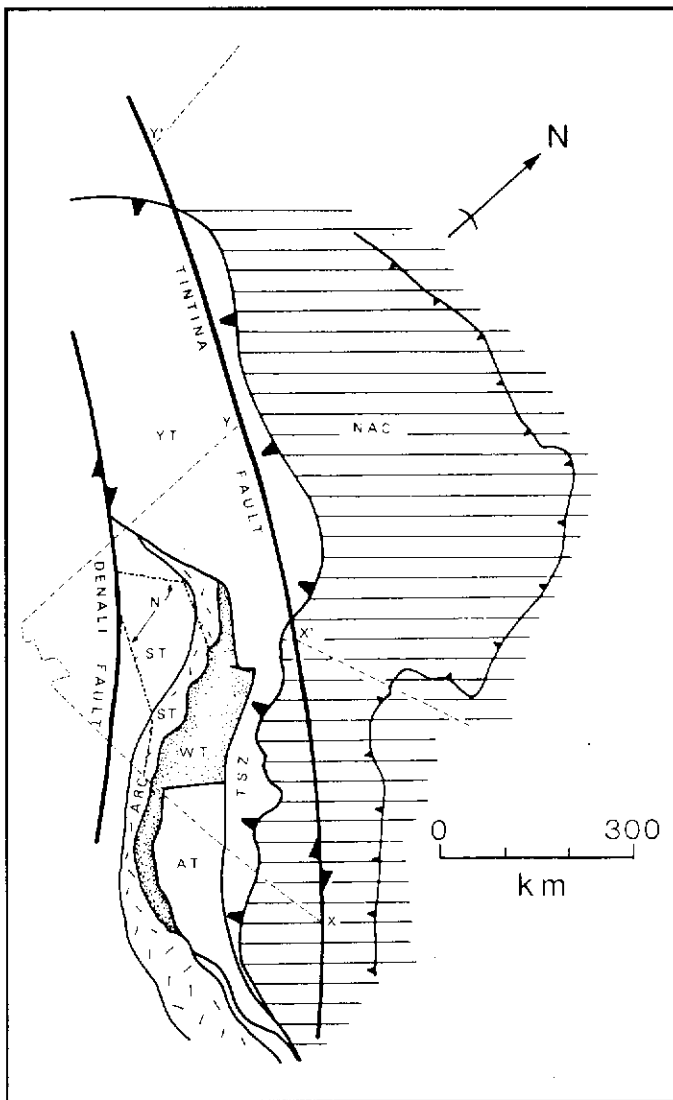 Y'
N
TINTINA
FAULT
YT
Y
NAC
DENALI
FAULT
N
ST
ST
X'
ARC
WT
TSZ
AT
X
0 300
km